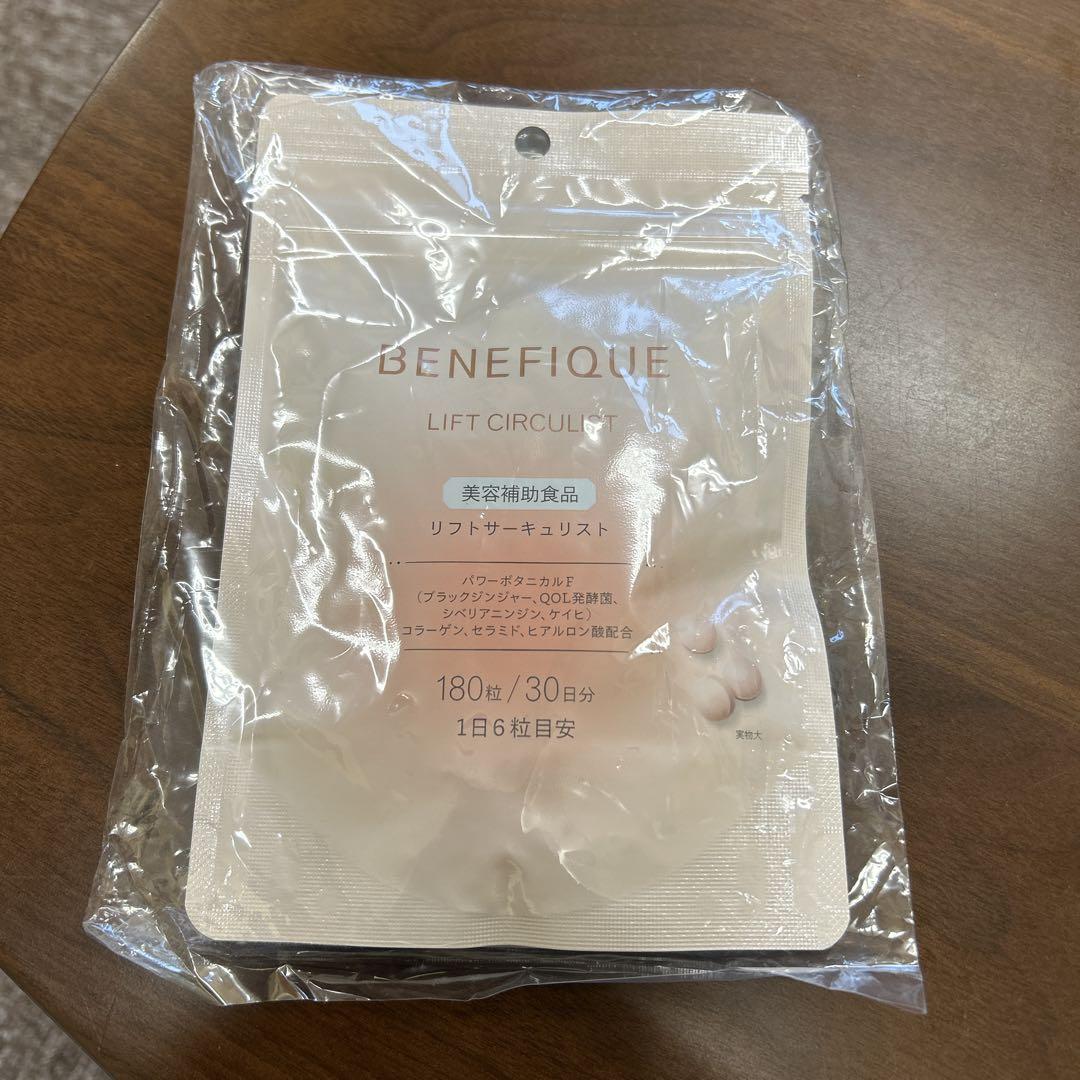 BENEFIQUE
LIFT CIRCULIST
美容補助食品
リフトサーキュリスト
パワーボタニカルF
(ブラックジンジャー、QOL発酵菌、
シベリアニンジン、ケイヒ)
コラーゲン、セラミド、ヒアルロン酸配合
180粒/30日分
1日6粒目安
実物大